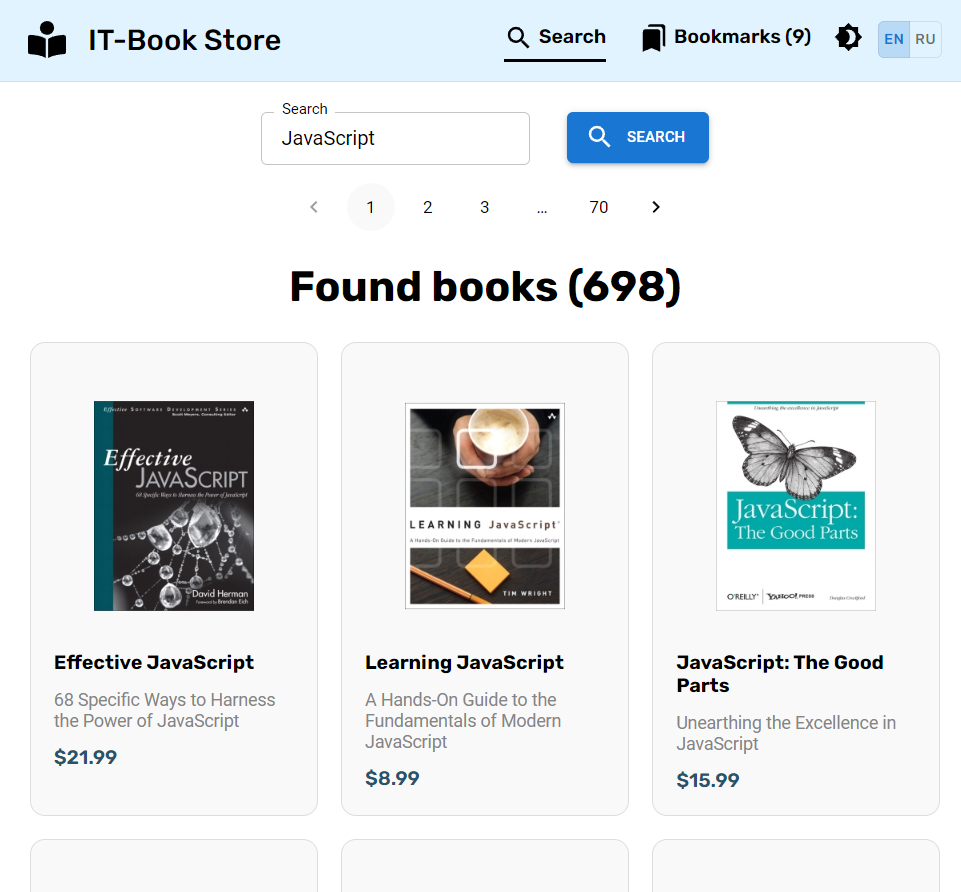 IT-Book Store
Search
Bookmarks (9)
EN
RU
Search
JavaScript
SEARCH
1
2
3
...
70
Found books (698)
Effective SOFTWARE DEVELOPMENT SERIES
Scott Meyers, Consulting Editor
Effective
JAVASCRIPT
68 Specific Ways to Harness the Power of JavaScript
David Herman
Foreword by Brendan Eich
LEARNING JavaScript
A Hands-On Guide to the Fundamentals of Modern JavaScript
TIM WRIGHT
Unearthing the excellence in JavaScript
JavaScript:
The Good Parts
O'REILLY®
YAHOO! PRESS
Douglas Crockford
Effective JavaScript
68 Specific Ways to Harness
the Power of JavaScript
$21.99
Learning JavaScript
A Hands-On Guide to the
Fundamentals of Modern
JavaScript
$8.99
JavaScript: The Good
Parts
Unearthing the Excellence in
JavaScript
$15.99